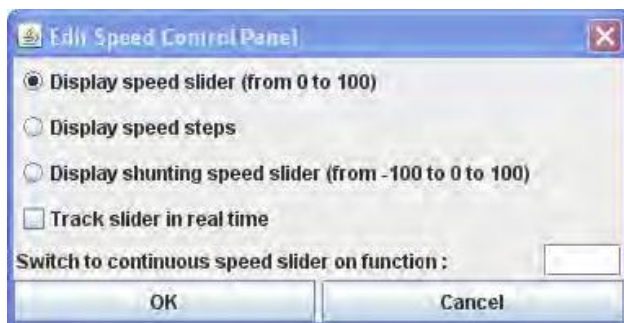 Edit Speed Control Panel
Display speed slider (from 0 to 100)
Display speed steps
Display shunting speed slider (from -100 to 0 to 100)
Track slider in real time
Switch to continuous speed slider on function :
OK Cancel